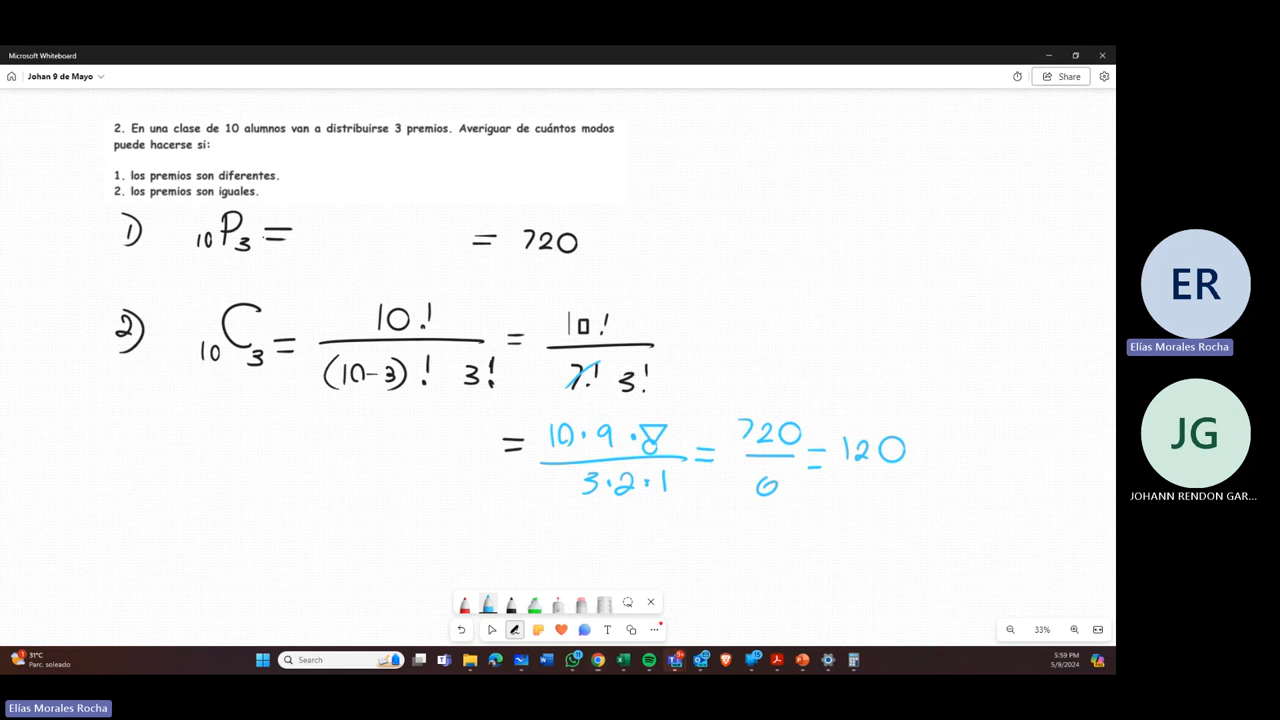 Microsoft Whiteboard
Johan 9 de Mayo
Share
2. En una clase de 10 alumnos van a distribuirse 3 premios. Averiguar de cuántos modos
puede hacerse si:
1. los premios son diferentes.
2. los premios son iguales.
1) 10P3 = = 720
2) 10C3 = 10! / (10-3)! 3! = 10! / 7! 3!
= 10·9·8 / 3·2·1 = 720 / 6 = 120
ER
Elías Morales Rocha
JG
JOHANN RENDON GAR...
33%
31°C
Parc. soleado
Search
5:59 PM
5/9/2024
Elías Morales Rocha